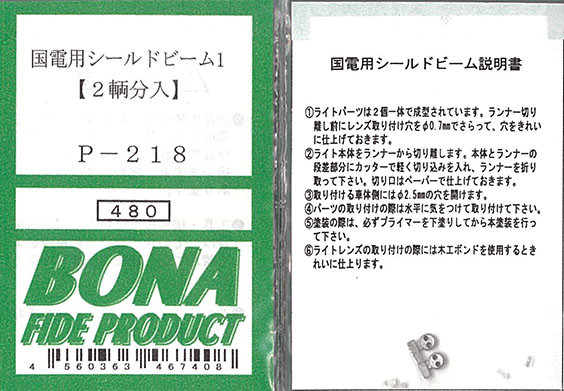 国電用シールドビーム1
【２輌分入】
Ｐ－２１８
４８０
BONA
FIDE PRODUCT
4 560363 467408
国電用シールドビーム説明書
①ライトパーツは２個一体で成型されています。ランナー切り
離し前にレンズ取り付け穴をφ0.7mmでさらって、穴をきれい
に仕上げておきます。
②ライト本体をランナーから切り離します。本体とランナーの
段差部分にカッターで軽く切り込みを入れ、ランナーを折り
取って下さい。切り口はペーパーで仕上げておきます。
③取り付ける車体側にはφ2.5mmの穴を開けます。
④パーツの取り付けの際は水平に気をつけて取り付けて下さい。
⑤塗装の際は、必ずプライマーを下塗りしてから本塗装を行っ
て下さい。
⑥ライトレンズの取り付けの際には木工ボンドを使用するとき
れいに仕上ります。